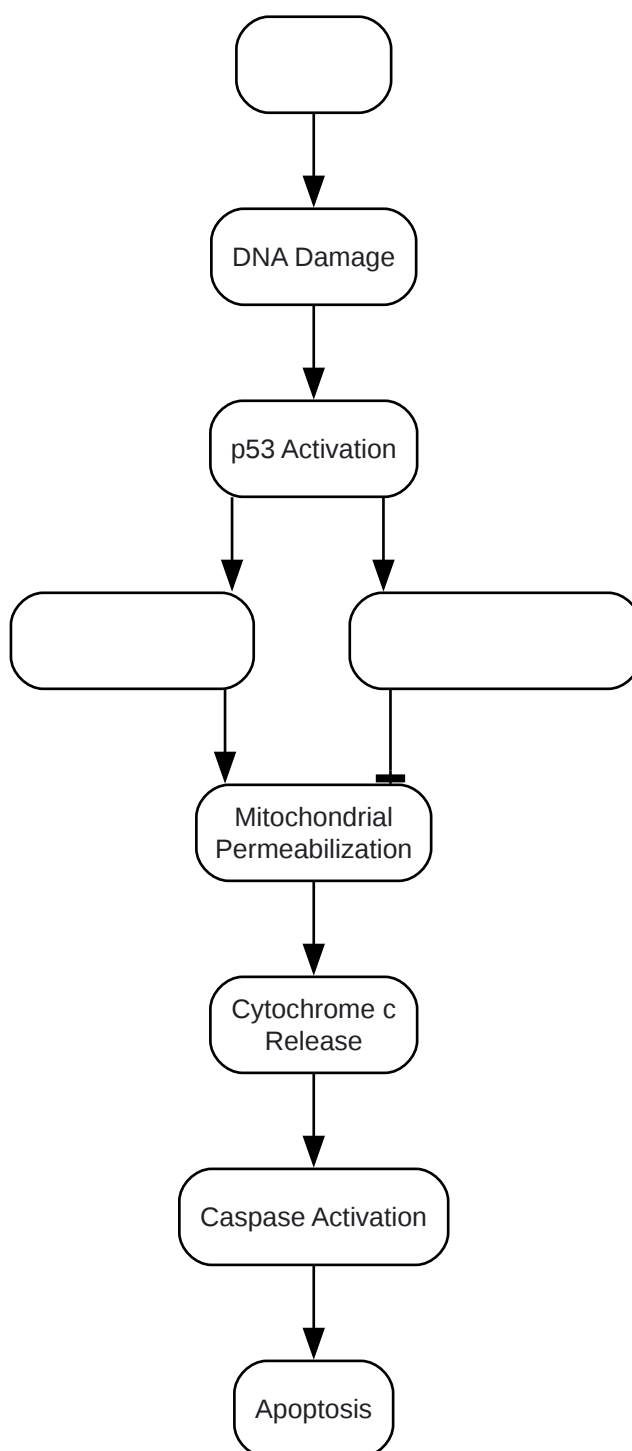 DNA Damage
p53 Activation
Mitochondrial
Permeabilization
Cytochrome c
Release
Caspase Activation
Apoptosis